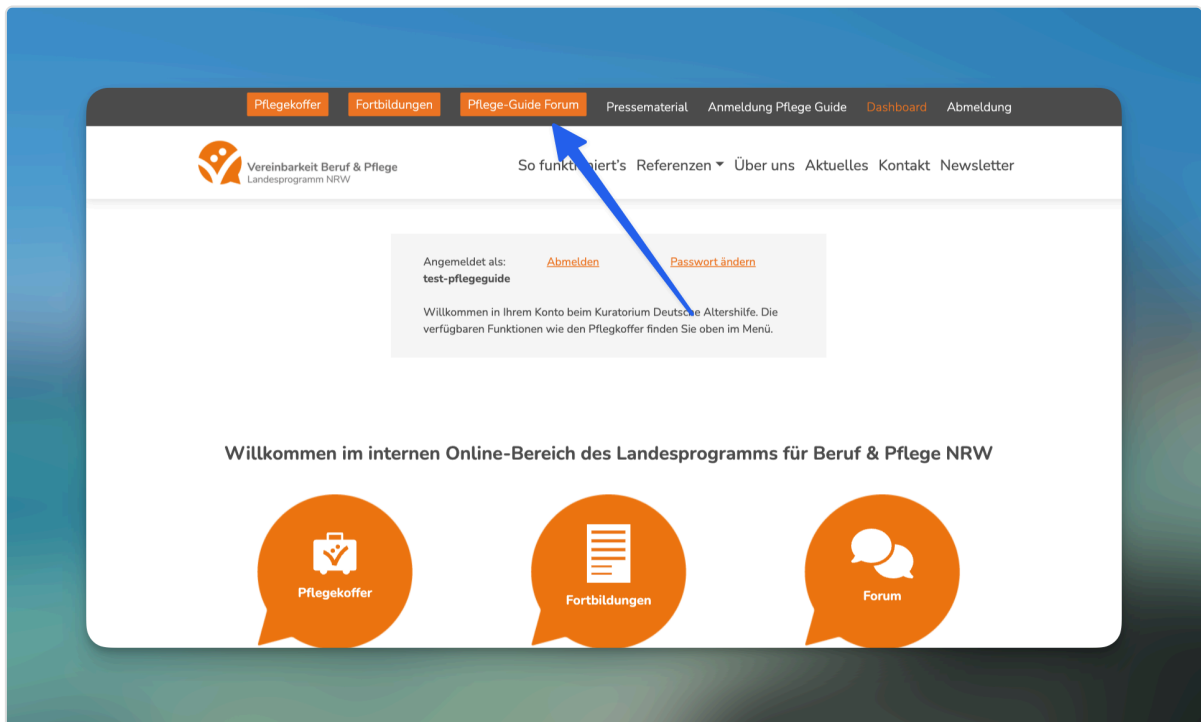 Pflegekoffer Fortbildungen Pflege-Guide Forum Pressematerial Anmeldung Pflege Guide Dashboard Abmeldung
Vereinbarkeit Beruf & Pflege
Landesprogramm NRW
So funktioniert's Referenzen Über uns Aktuelles Kontakt Newsletter
Angemeldet als: Abmelden Passwort ändern
test-pflegeguide
Willkommen in Ihrem Konto beim Kuratorium Deutsche Altershilfe. Die
verfügbaren Funktionen wie den Pflegkoffer finden Sie oben im Menü.
Willkommen im internen Online-Bereich des Landesprogramms für Beruf & Pflege NRW
Pflegekoffer
Fortbildungen
Forum